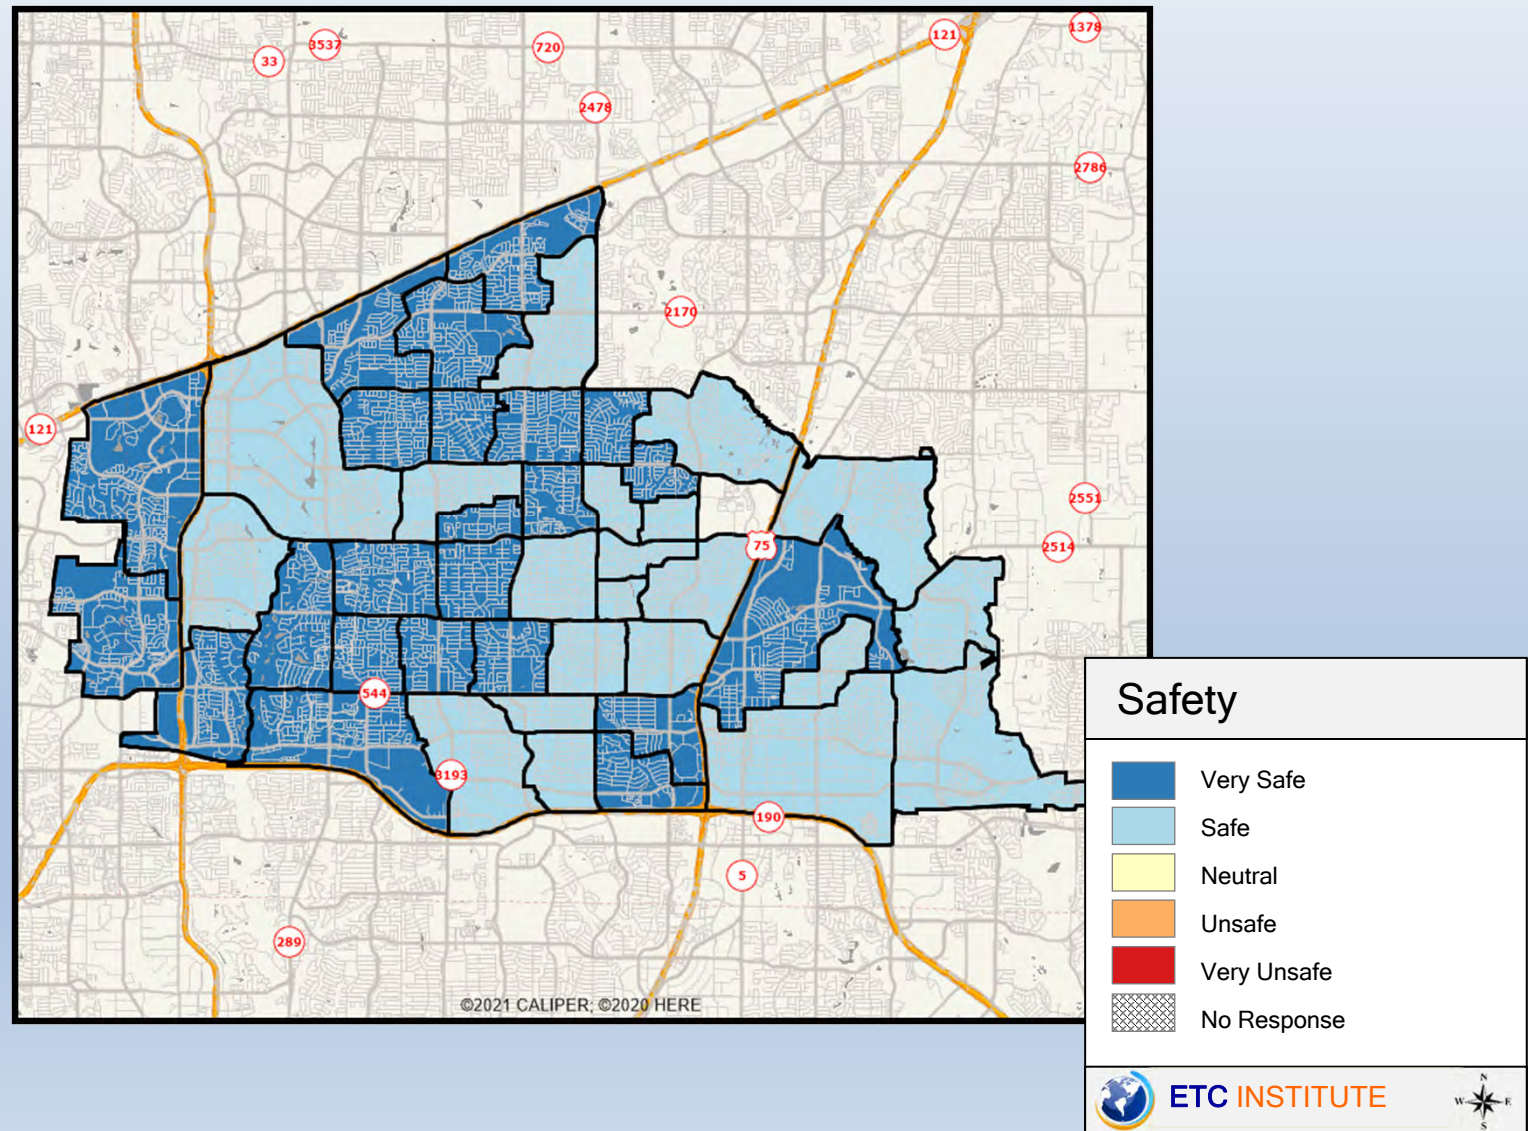 1378
121
3537
720
33
2478
2786
2170
121
2551
75
2514
544
3193
190
5
289
©2021 CALIPER; ©2020 HERE
Safety
Very Safe
Safe
Neutral
Unsafe
Very Unsafe
No Response
ETC INSTITUTE
N
W E
S